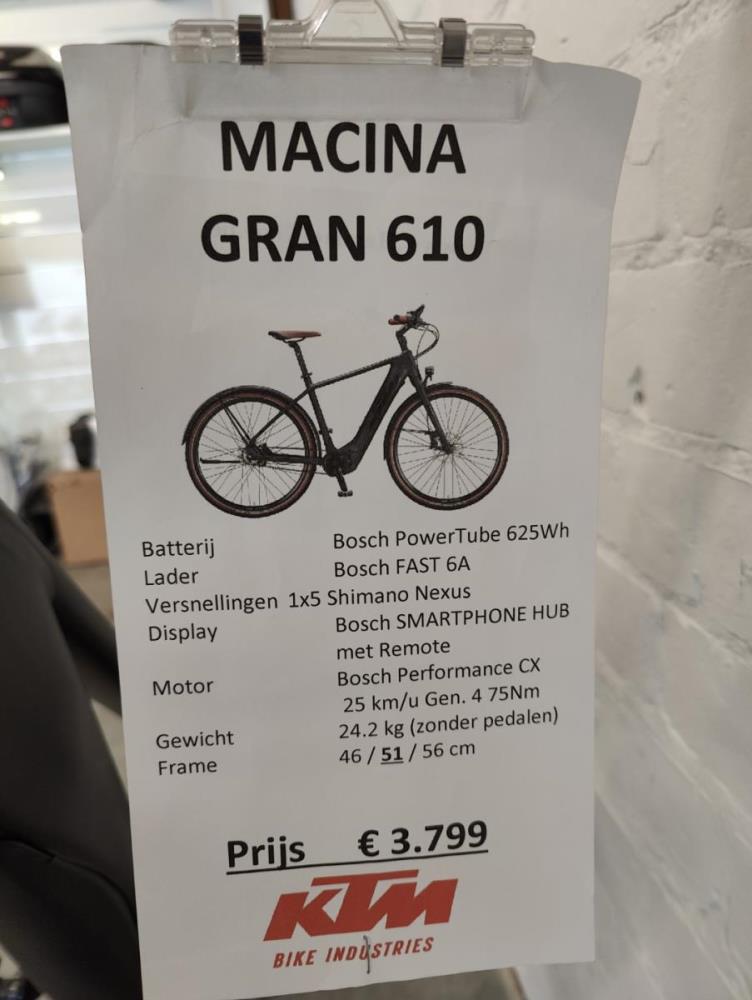 MACINA
GRAN 610
Batterij Bosch PowerTube 625Wh
Lader Bosch FAST 6A
Versnellingen 1x5 Shimano Nexus
Display Bosch SMARTPHONE HUB
met Remote
Motor Bosch Performance CX
25 km/u Gen. 4 75Nm
Gewicht 24.2 kg (zonder pedalen)
Frame 46 / 51 / 56 cm
Prijs € 3.799
KTM
BIKE INDUSTRIES